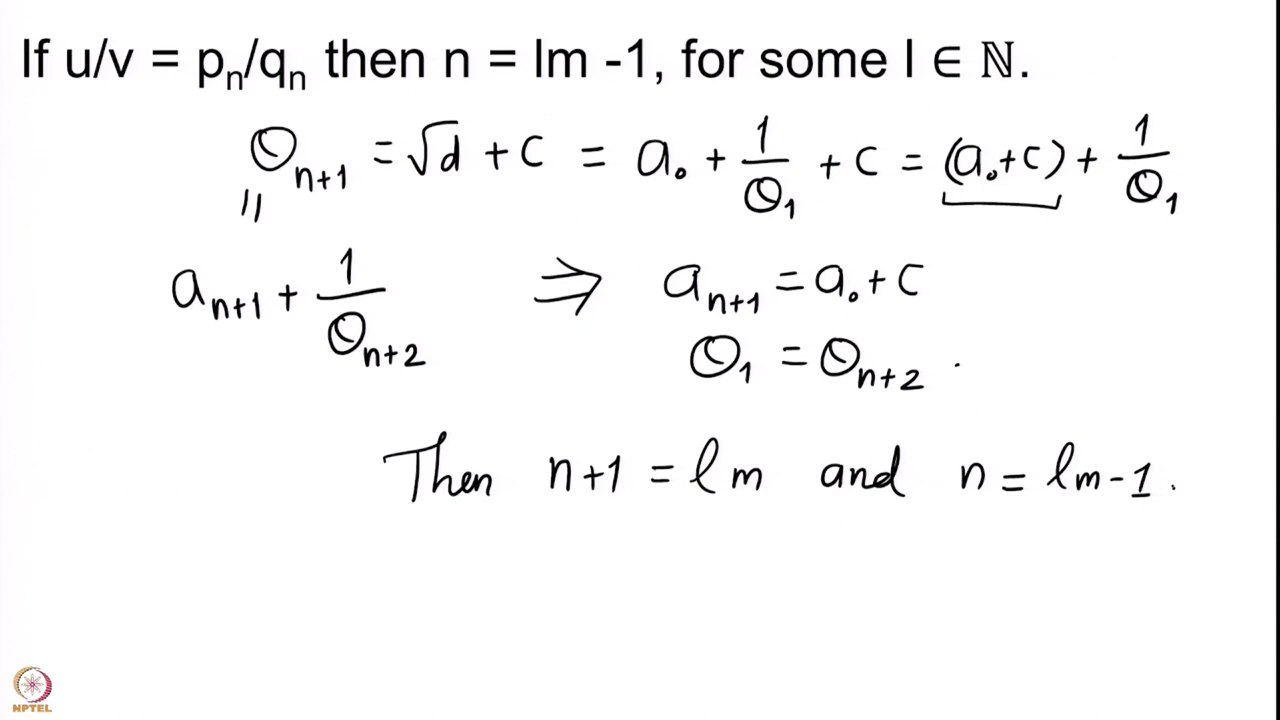 If u/v = pₙ/qₙ then n = lm -1, for some l ∈ ℕ.
Θₙ₊₁ = √d + c = a₀ + 1/Θ₁ + c = (a₀+c) + 1/Θ₁
=
aₙ₊₁ + 1/Θₙ₊₂ ⇒ aₙ₊₁ = a₀ + c
Θ₁ = Θₙ₊₂ .
Then n+1 = lm and n = lm-1 .
NPTEL